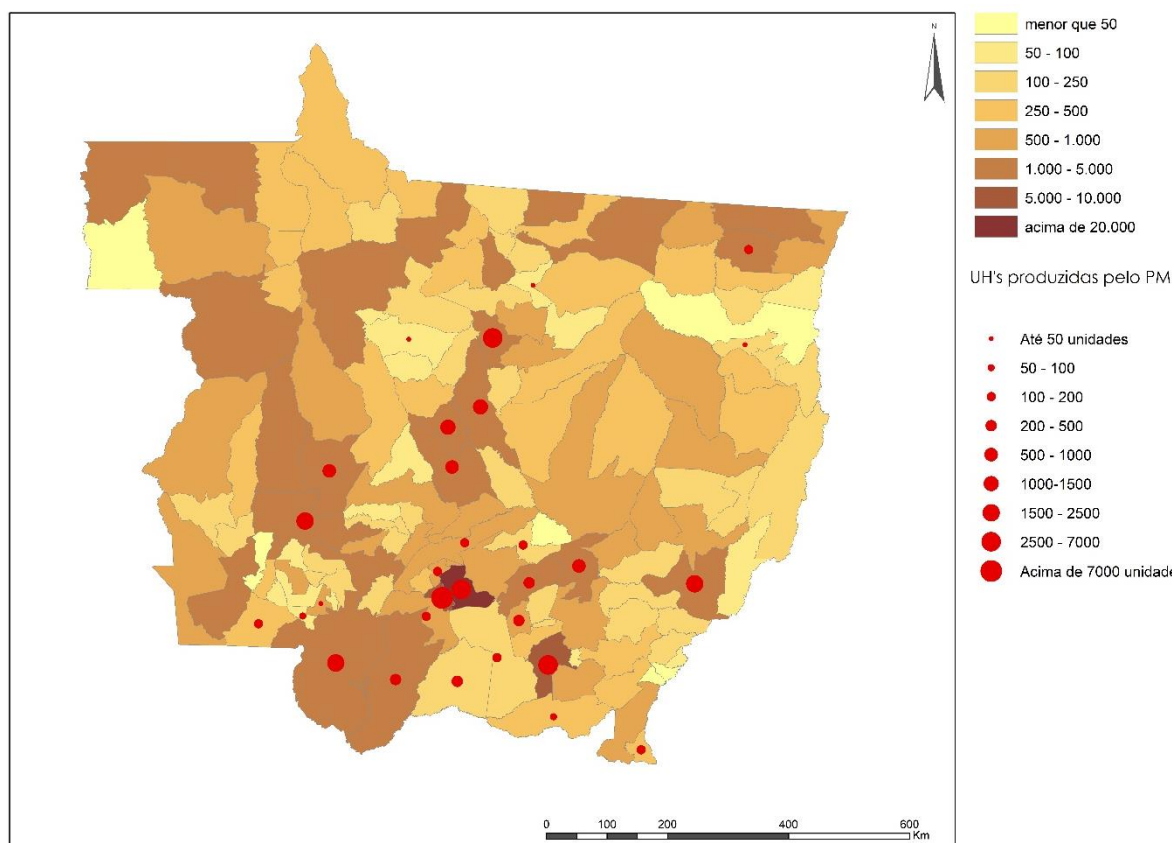 menor que 50
50 - 100
100 - 250
250 - 500
500 - 1.000
1.000 - 5.000
5.000 - 10.000
acima de 20.000
N
UH's produzidas pelo PM
Até 50 unidades
50 - 100
100 - 200
200 - 500
500 - 1000
1000-1500
1500 - 2500
2500 - 7000
Acima de 7000 unidade
0 100 200 400 600
Km